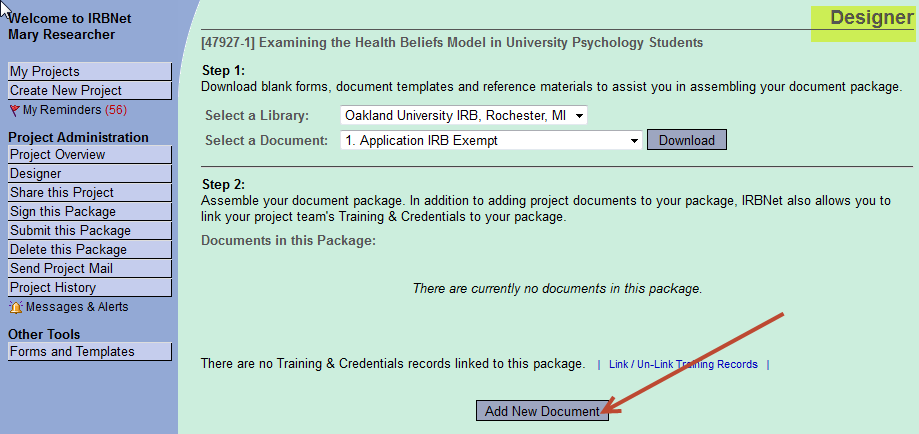 Welcome to IRBNet
Mary Researcher
My Projects
Create New Project
My Reminders (56)
Project Administration
Project Overview
Designer
Share this Project
Sign this Package
Submit this Package
Delete this Package
Send Project Mail
Project History
Messages & Alerts
Other Tools
Forms and Templates
Designer
[47927-1] Examining the Health Beliefs Model in University Psychology Students
Step 1:
Download blank forms, document templates and reference materials to assist you in assembling your document package.
Select a Library: Oakland University IRB, Rochester, MI
Select a Document: 1. Application IRB Exempt Download
Step 2:
Assemble your document package. In addition to adding project documents to your package, IRBNet also allows you to
link your project team's Training & Credentials to your package.
Documents in this Package:
There are currently no documents in this package.
There are no Training & Credentials records linked to this package. | Link / Un-Link Training Records |
Add New Document